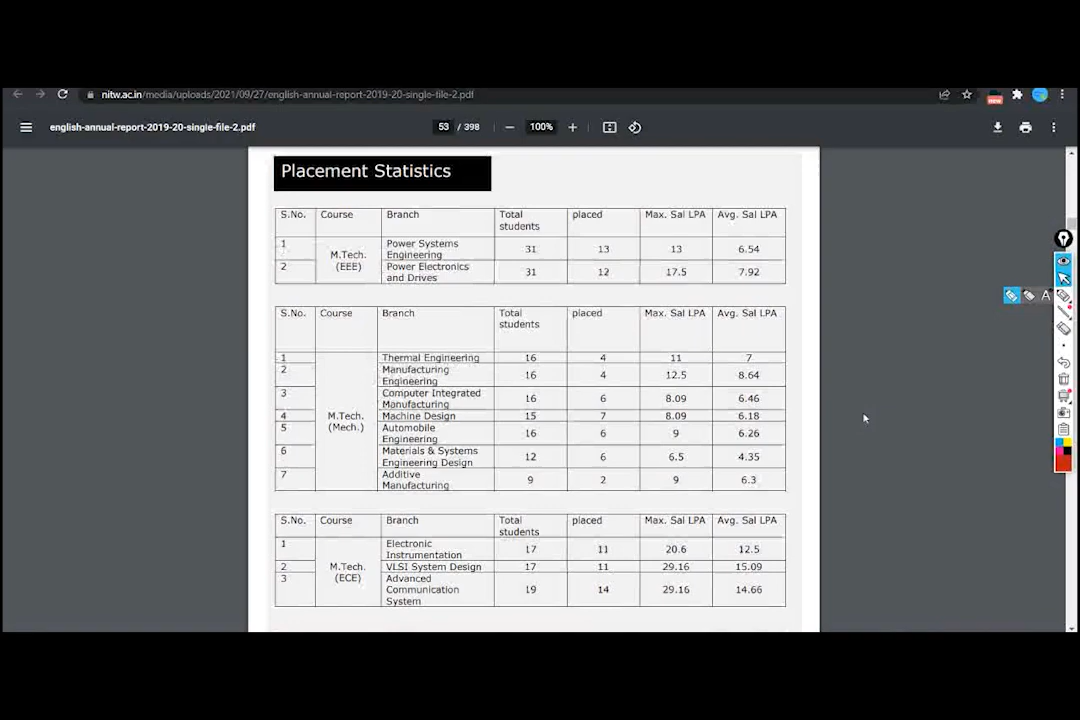 nitw.ac.in/media/uploads/2021/09/27/english-annual-report-2019-20-single-file-2.pdf
english-annual-report-2019-20-single-file-2.pdf 53 / 398 100%
Placement Statistics
S.No. Course Branch Total students placed Max. Sal LPA Avg. Sal LPA
1 M.Tech. (EEE) Power Systems Engineering 31 13 13 6.54
2 Power Electronics and Drives 31 12 17.5 7.92
S.No. Course Branch Total students placed Max. Sal LPA Avg. Sal LPA
1 Thermal Engineering 16 4 11 7
2 Manufacturing Engineering 16 4 12.5 8.64
3 Computer Integrated Manufacturing 16 6 8.09 6.46
4 M.Tech. (Mech.) Machine Design 15 7 8.09 6.18
5 Automobile Engineering 16 6 9 6.26
6 Materials & Systems Engineering Design 12 6 6.5 4.35
7 Additive Manufacturing 9 2 9 6.3
S.No. Course Branch Total students placed Max. Sal LPA Avg. Sal LPA
1 Electronic Instrumentation 17 11 20.6 12.5
2 M.Tech. (ECE) VLSI System Design 17 11 29.16 15.09
3 Advanced Communication System 19 14 29.16 14.66
A